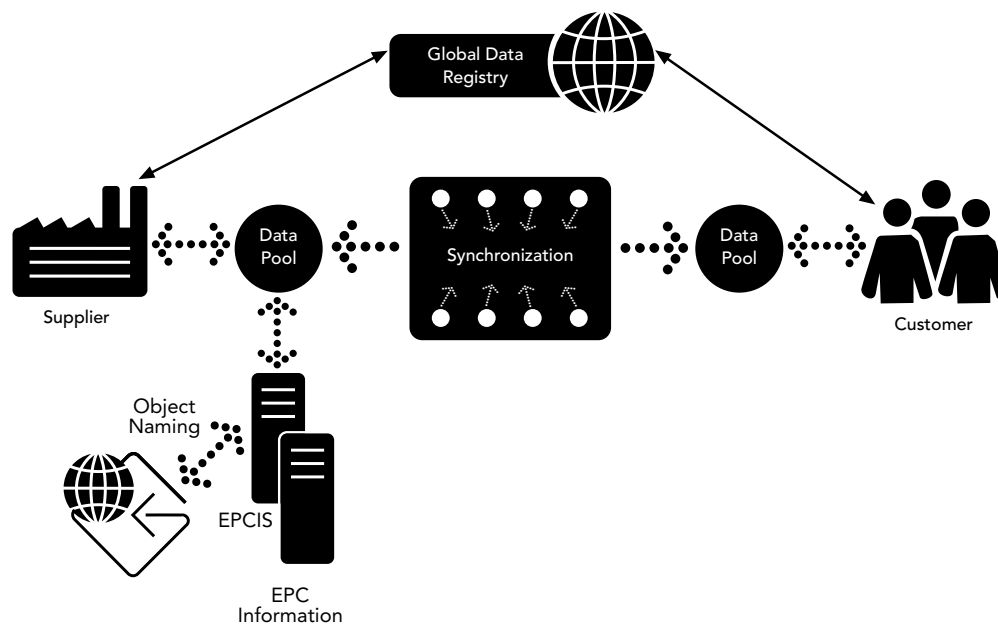 Global Data
Registry
Data
Pool
Synchronization
Data
Pool
Supplier
Customer
Object
Naming
EPCIS
EPC
Information